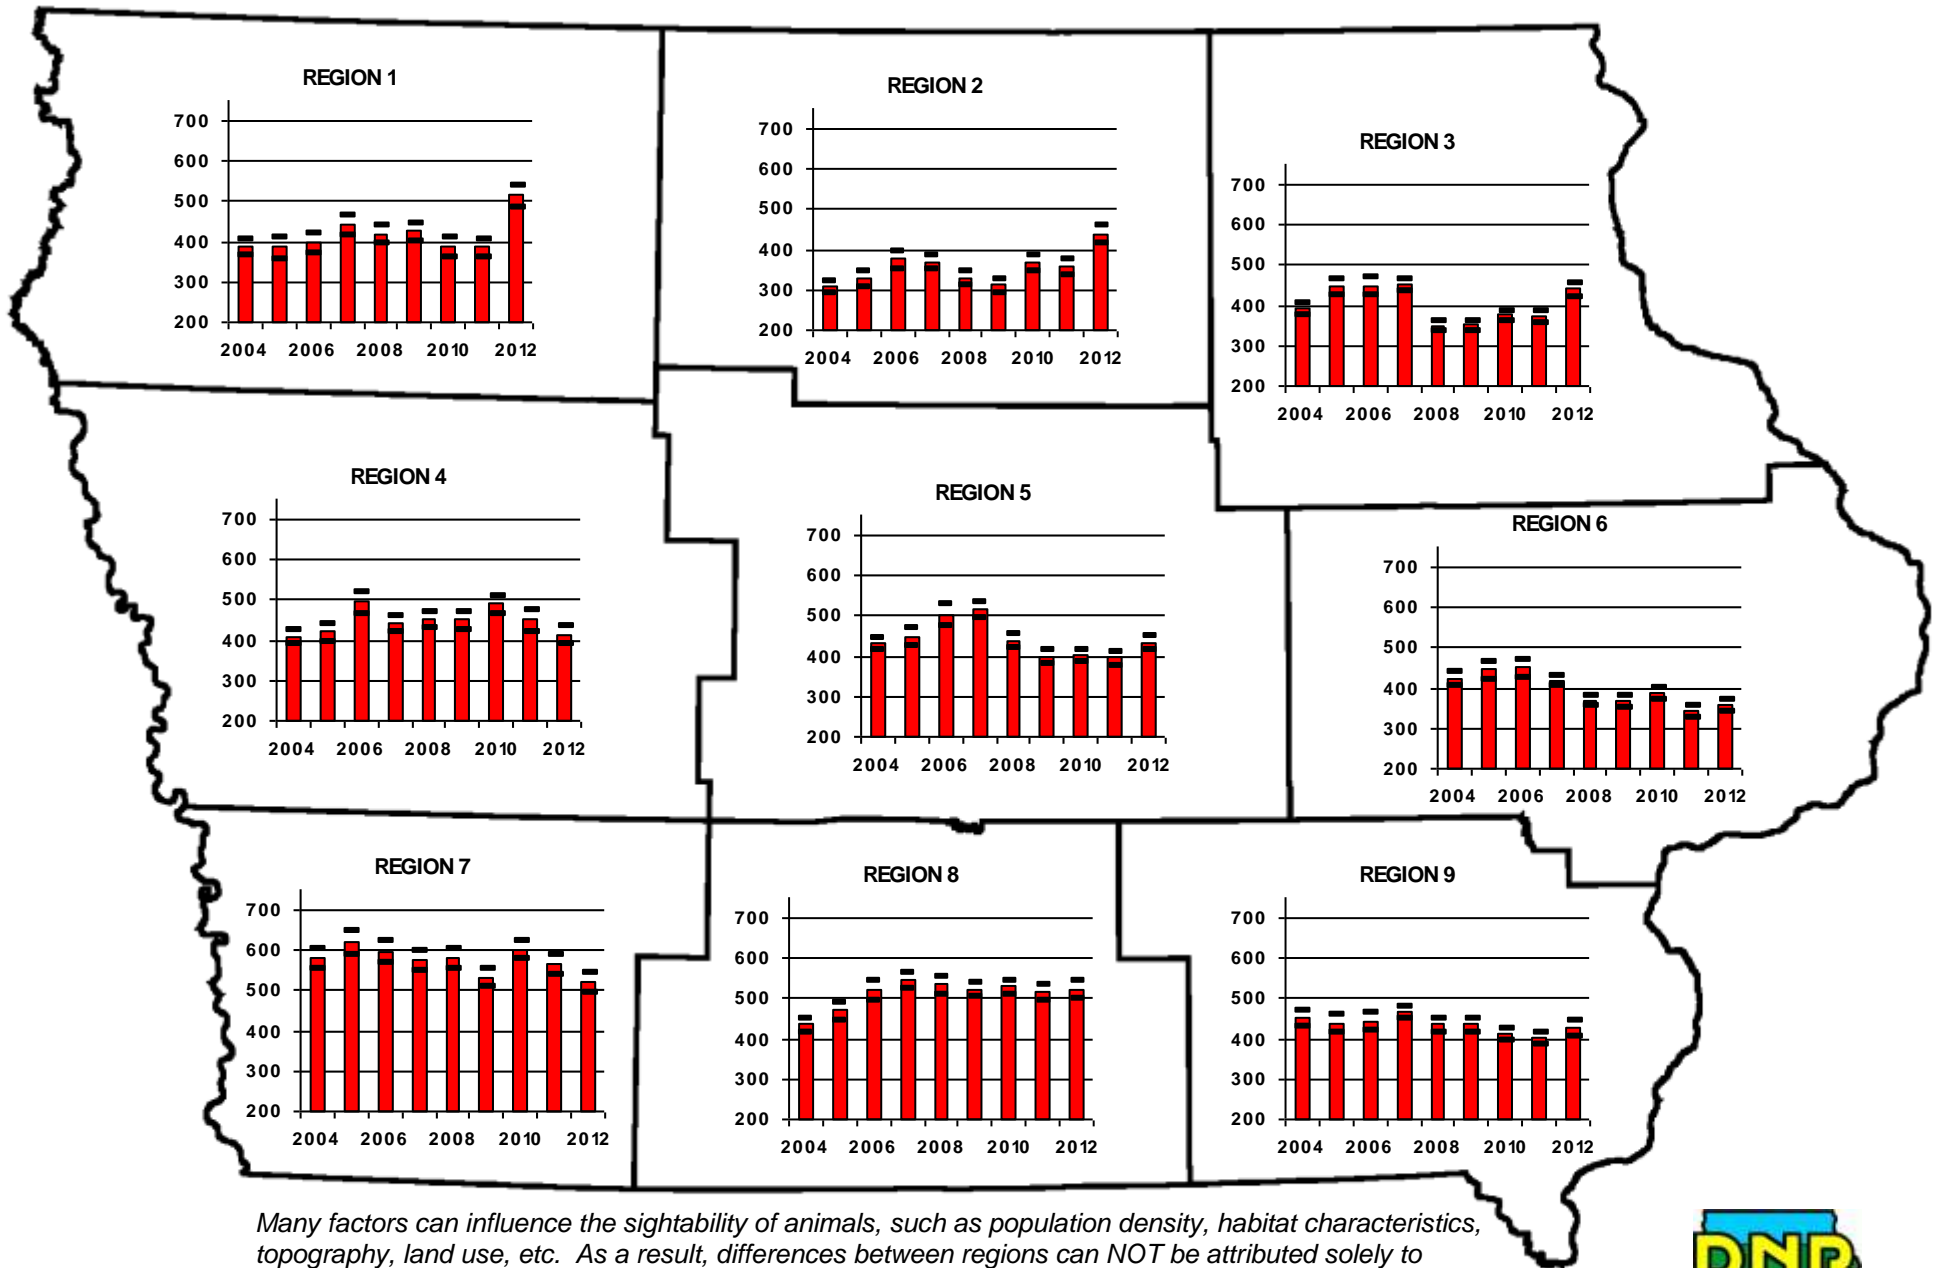 REGION 1
700
600
500
400
300
200
2004 2006 2008 2010 2012
REGION 2
700
600
500
400
300
200
2004 2006 2008 2010 2012
REGION 3
700
600
500
400
300
200
2004 2006 2008 2010 2012
REGION 4
700
600
500
400
300
200
2004 2006 2008 2010 2012
REGION 5
700
600
500
400
300
200
2004 2006 2008 2010 2012
REGION 6
700
600
500
400
300
200
2004 2006 2008 2010 2012
REGION 7
700
600
500
400
300
200
2004 2006 2008 2010 2012
REGION 8
700
600
500
400
300
200
2004 2006 2008 2010 2012
REGION 9
700
600
500
400
300
200
2004 2006 2008 2010 2012
Many factors can influence the sightability of animals, such as population density, habitat characteristics,
topography, land use, etc.  As a result, differences between regions can NOT be attributed solely to
DNR